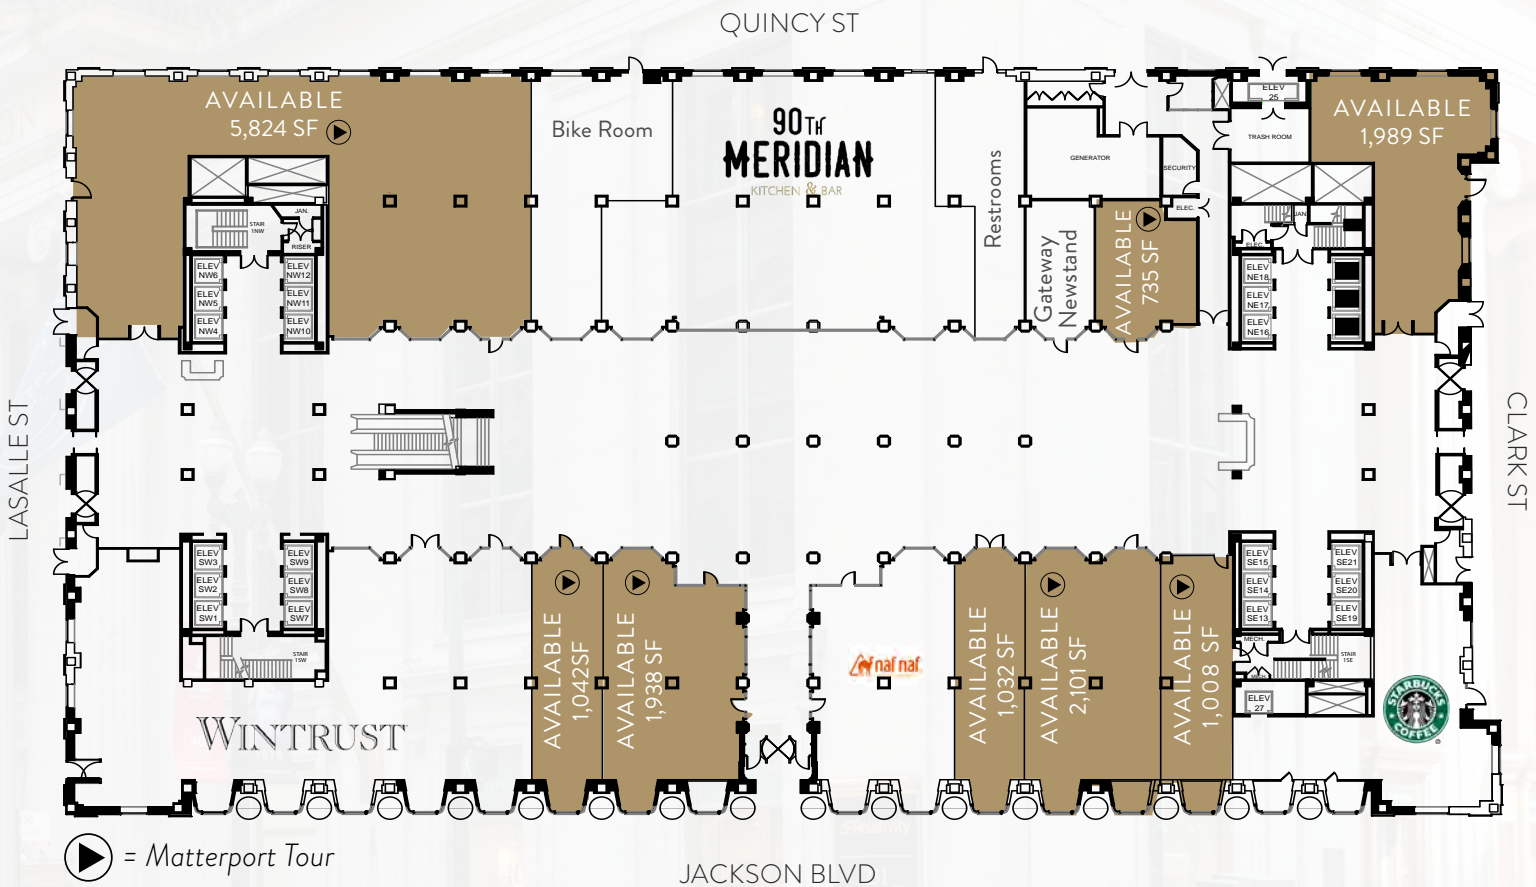 QUINCY ST
AVAILABLE
5,824 SF
Bike Room
90TH
MERIDIAN
KITCHEN & BAR
Restrooms
GENERATOR
SECURITY
ELEC.
ELEV
25
TRASH ROOM
AVAILABLE
1,989 SF
STAIR
1NW
JAN.
RISER
ELEV
NW6
ELEV
NW5
ELEV
NW4
ELEV
NW12
ELEV
NW11
ELEV
NW10
Gateway
Newstand
AVAILABLE
735 SF
JAN
ELEC
ELEV
NE18
ELEV
NE17
ELEV
NE16
LASALLE ST
CLARK ST
ELEV
SW3
ELEV
SW2
ELEV
SW1
ELEV
SW9
ELEV
SW8
ELEV
SW7
STAIR
1SW
WINTRUST
AVAILABLE
1,042SF
AVAILABLE
1,938 SF
naf naf
AVAILABLE
1,032 SF
AVAILABLE
2,101 SF
AVAILABLE
1,008 SF
ELEV
SE15
ELEV
SE14
ELEV
SE13
ELEV
SE21
ELEV
SE20
ELEV
SE19
MECH.
STAIR
1SE
MECH.
ELEV
27
STARBUCKS
COFFEE
= Matterport Tour
JACKSON BLVD